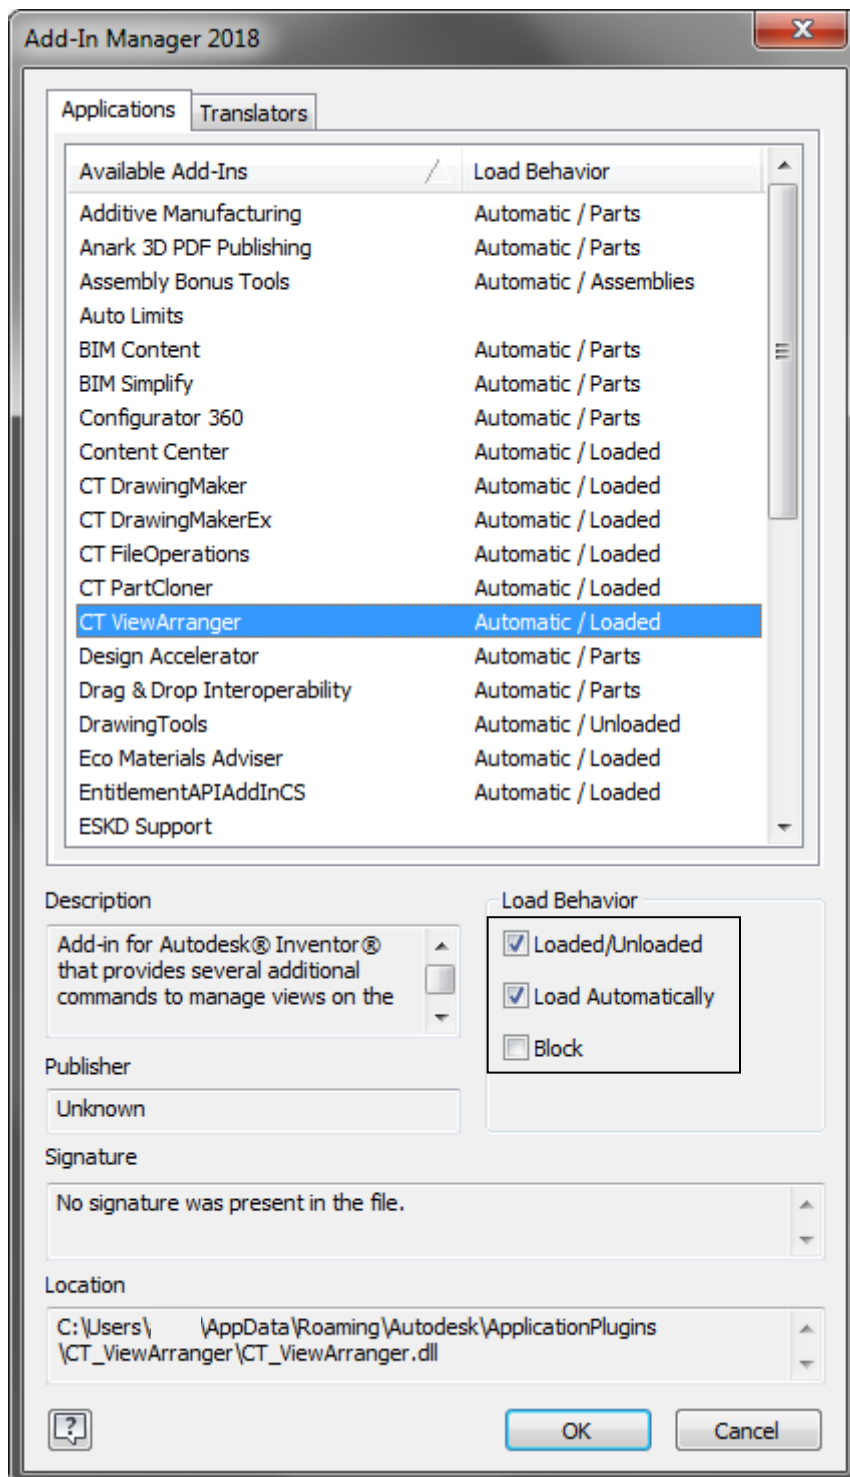 Add-In Manager 2018
Applications Translators
Available Add-Ins Load Behavior
Additive Manufacturing Automatic / Parts
Anark 3D PDF Publishing Automatic / Parts
Assembly Bonus Tools Automatic / Assemblies
Auto Limits
BIM Content Automatic / Parts
BIM Simplify Automatic / Parts
Configurator 360 Automatic / Parts
Content Center Automatic / Loaded
CT DrawingMaker Automatic / Loaded
CT DrawingMakerEx Automatic / Loaded
CT FileOperations Automatic / Loaded
CT PartCloner Automatic / Loaded
CT ViewArranger Automatic / Loaded
Design Accelerator Automatic / Parts
Drag & Drop Interoperability Automatic / Parts
DrawingTools Automatic / Unloaded
Eco Materials Adviser Automatic / Loaded
EntitlementAPIAddInCS Automatic / Loaded
ESKD Support
Description
Add-in for Autodesk® Inventor®
that provides several additional
commands to manage views on the
Load Behavior
Loaded/Unloaded
Load Automatically
Block
Publisher
Unknown
Signature
No signature was present in the file.
Location
C:\Users\ \AppData\Roaming\Autodesk\ApplicationPlugins
\CT_ViewArranger\CT_ViewArranger.dll
? OK Cancel